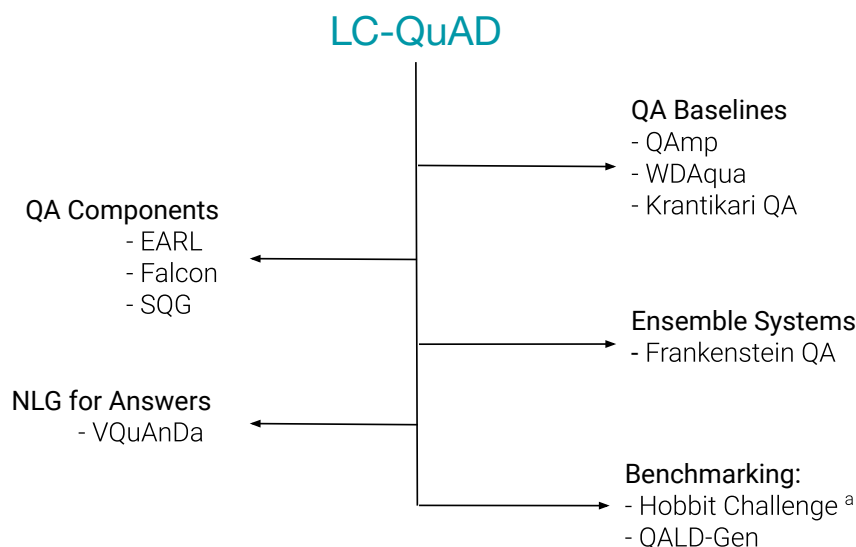 LC-QuAD
QA Baselines
- QAmp
- WDAqua
- Krantikari QA
QA Components
- EARL
- Falcon
- SQG
Ensemble Systems
- Frankenstein QA
NLG for Answers
- VQuAnDa
Benchmarking:
- Hobbit Challenge a
- QALD-Gen